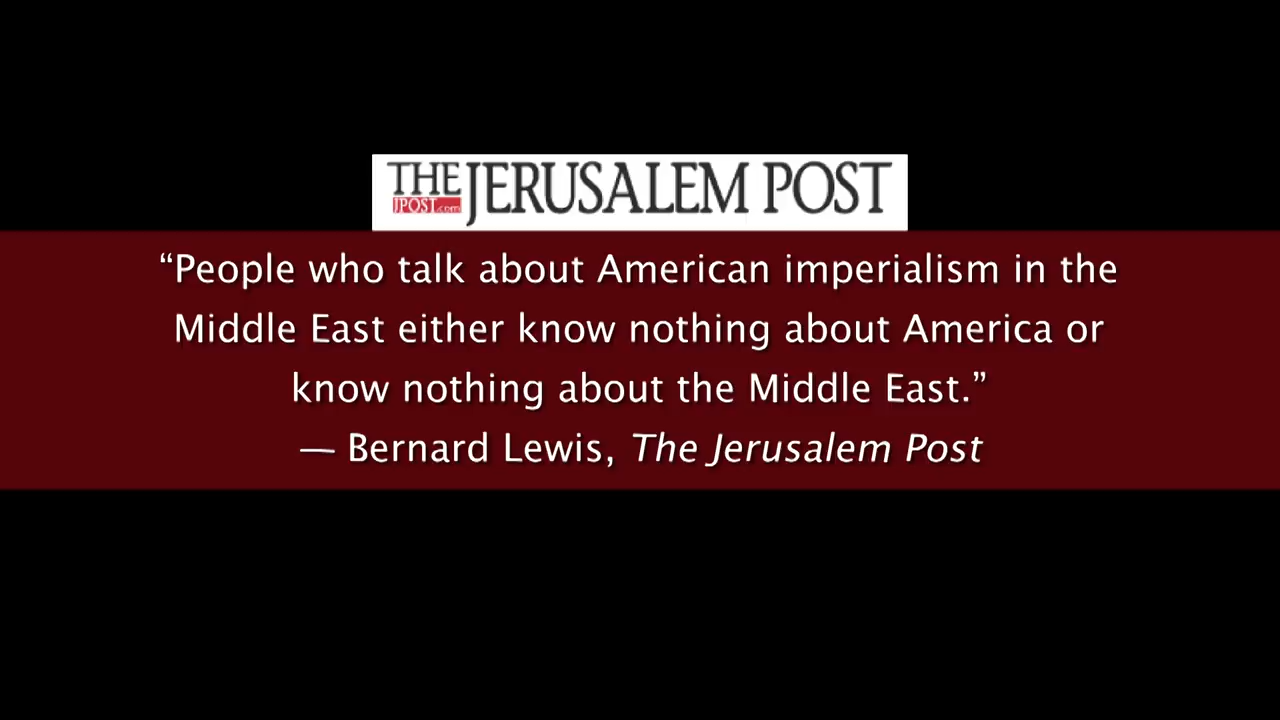 THE JERUSALEM POST
JPOST.com
“People who talk about American imperialism in the
Middle East either know nothing about America or
know nothing about the Middle East.”
— Bernard Lewis, The Jerusalem Post